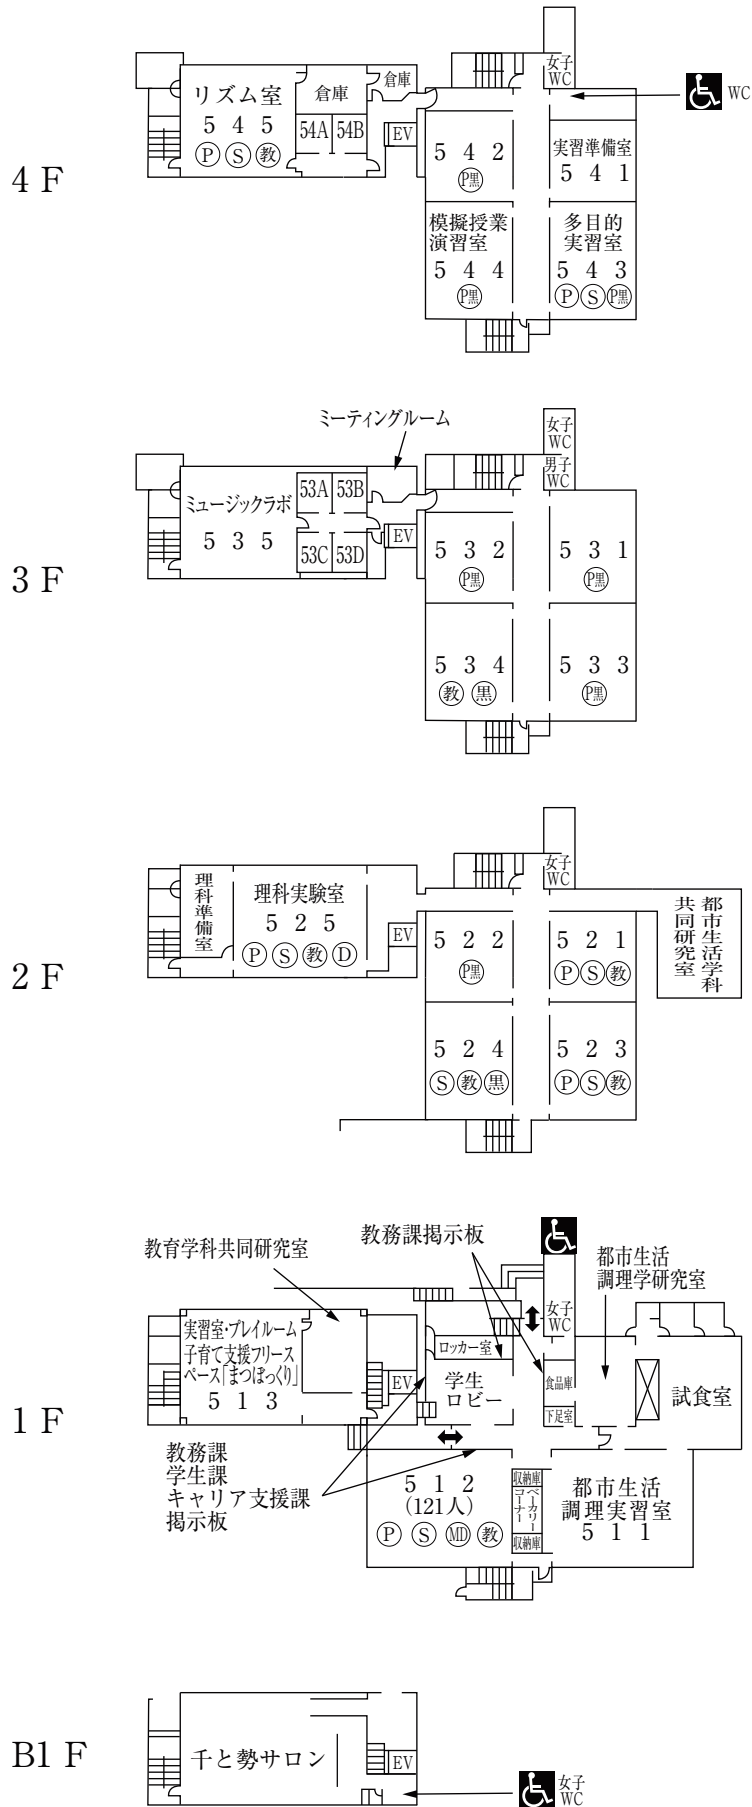 4 F
リズム室
5 4 5
P S 教
倉庫
54A 54B
倉庫
EV
女子
WC
WC
5 4 2
P黒
実習準備室
5 4 1
模擬授業
演習室
5 4 4
P黒
多目的
実習室
5 4 3
P S P黒
3 F
ミーティングルーム
ミュージックラボ
5 3 5
53A 53B
53C 53D
EV
女子
WC
男子
WC
5 3 2
P黒
5 3 1
P黒
5 3 4
教 黒
5 3 3
P黒
2 F
理科準備室
理科実験室
5 2 5
P S 教 D
EV
女子
WC
5 2 2
P黒
5 2 1
P S 教
都市生活学科
共同研究室
5 2 4
S 教 黒
5 2 3
P S 教
1 F
教育学科共同研究室
教務課掲示板
都市生活
調理学研究室
実習室・プレイルーム
子育て支援フリース
ペース「まつぼっくり」
5 1 3
EV
ロッカー室
学生
ロビー
女子
WC
食品庫
下足室
試食室
教務課
学生課
キャリア支援課
掲示板
5 1 2
(121人)
P S MD 教
収納庫
ベーカリー
コーナー
収納庫
都市生活
調理実習室
5 1 1
B1 F
千と勢サロン
EV
女子
WC